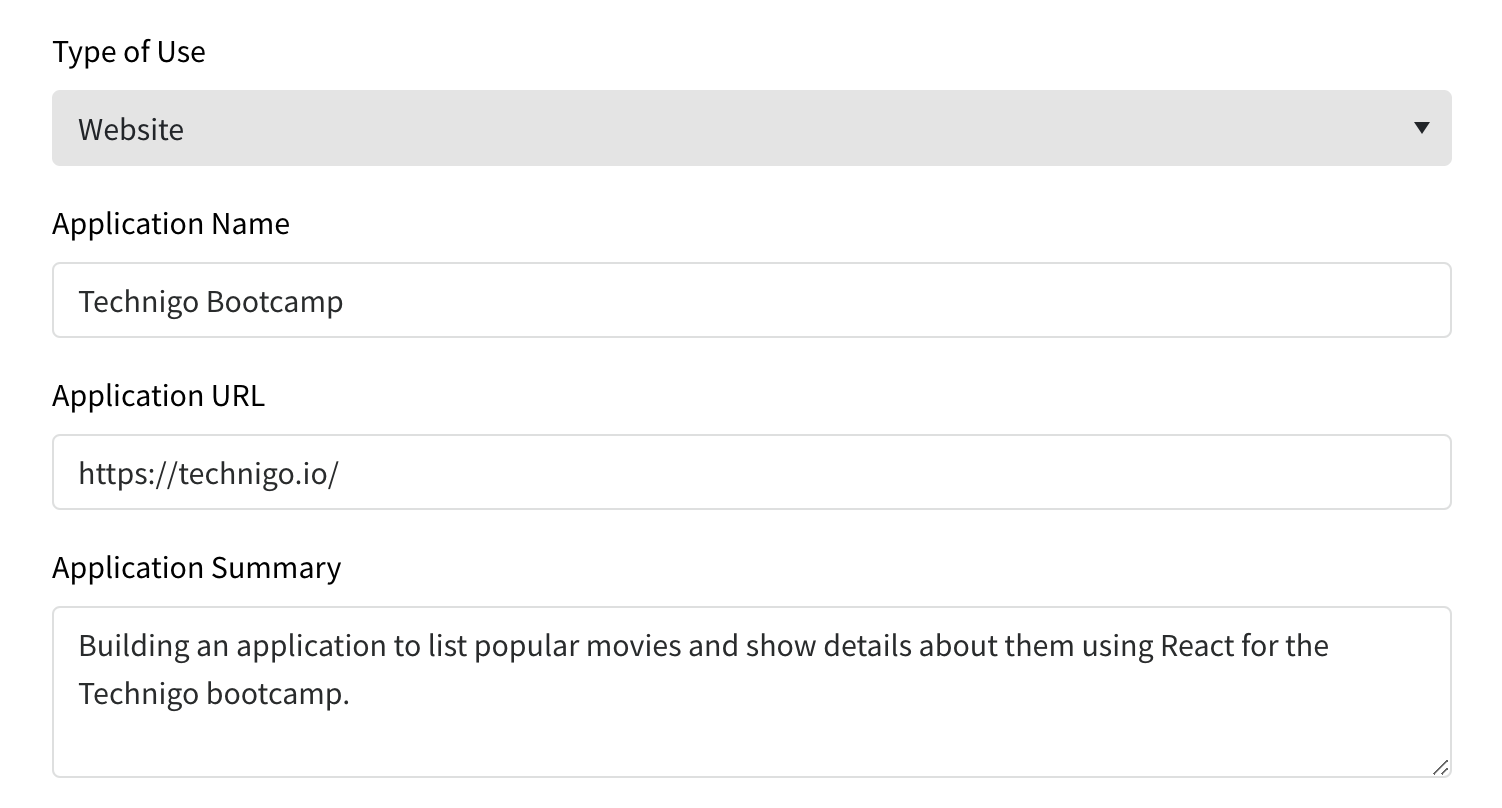 Type of Use
Website
Application Name
Technigo Bootcamp
Application URL
https://technigo.io/
Application Summary
Building an application to list popular movies and show details about them using React for the
Technigo bootcamp.